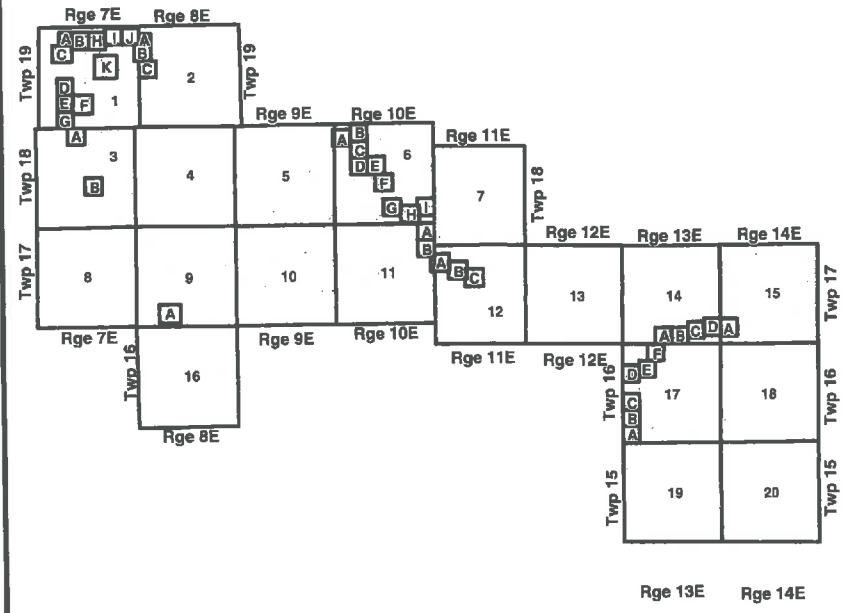 Rge 7E Rge 8E
Twp 19
A B H I J A
C B
K C
2
Twp 19
D
E F 1
G
Rge 9E Rge 10E
A
3
B
Twp 18
4
5
A B
C
D E
F
6
G H I
Rge 11E
7
Twp 18
Twp 17
8
9
A
10
11
A
B
A B C
12
Rge 12E
13
Rge 13E Rge 14E
14
A B C D A
15
Twp 17
Rge 7E
Rge 9E
Rge 10E
Rge 11E
Rge 12E
Twp 16
16
Rge 8E
Twp 16
F
D E
C
B
A
17
18
Twp 16
Twp 15
19
20
Twp 15
Rge 13E Rge 14E